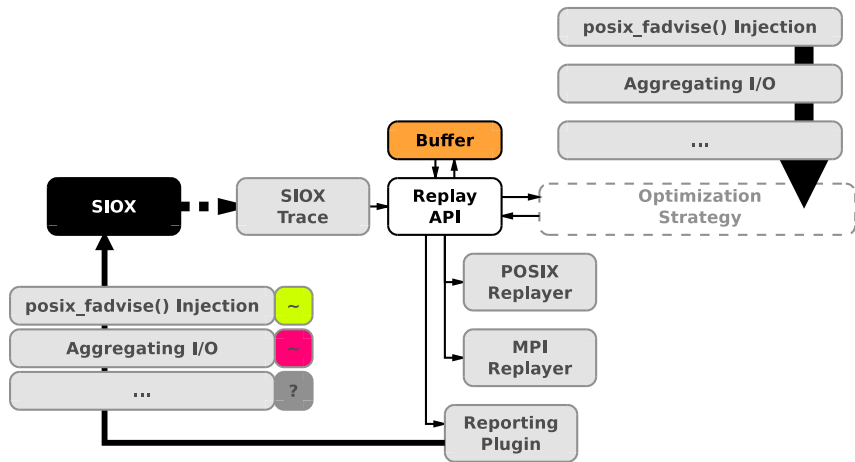 posix_fadvise() Injection
Aggregating I/O
...
Buffer
SIOX
SIOX
Trace
Replay
API
Optimization
Strategy
POSIX
Replayer
posix_fadvise() Injection ~
Aggregating I/O ~
... ?
MPI
Replayer
Reporting
Plugin